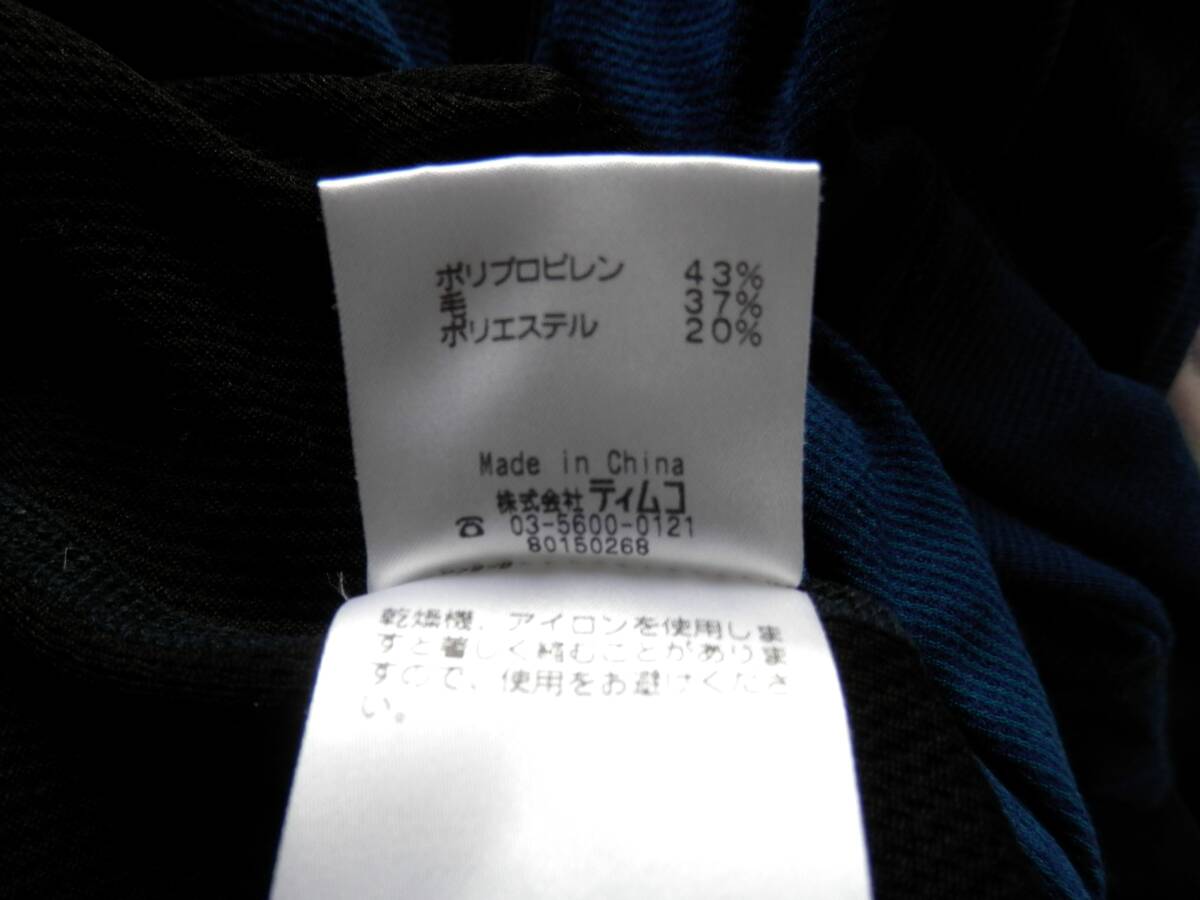 ポリプロピレン 43%
毛 37%
ポリエステル 20%
Made in China
株式会社 ティムコ
☎ 03-5600-0121
80150268
乾燥機、アイロンを使用しま
すと著しく縮むことがありま
すので、使用をお避けくださ
い。